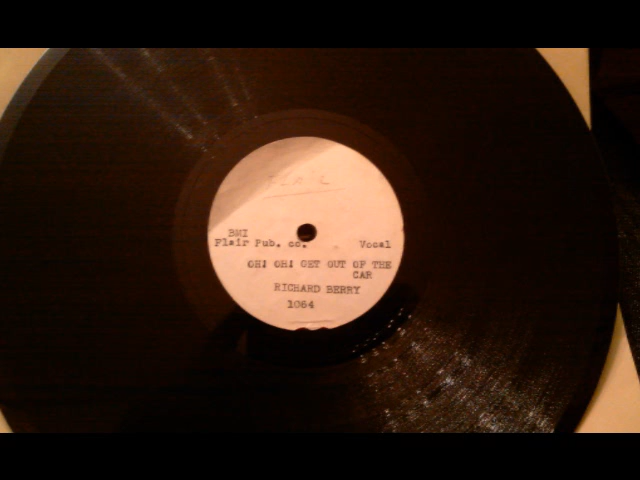 BMI
Flair Pub. co. Vocal
OH! OH! GET OUT OF THE
CAR
RICHARD BERRY
1064